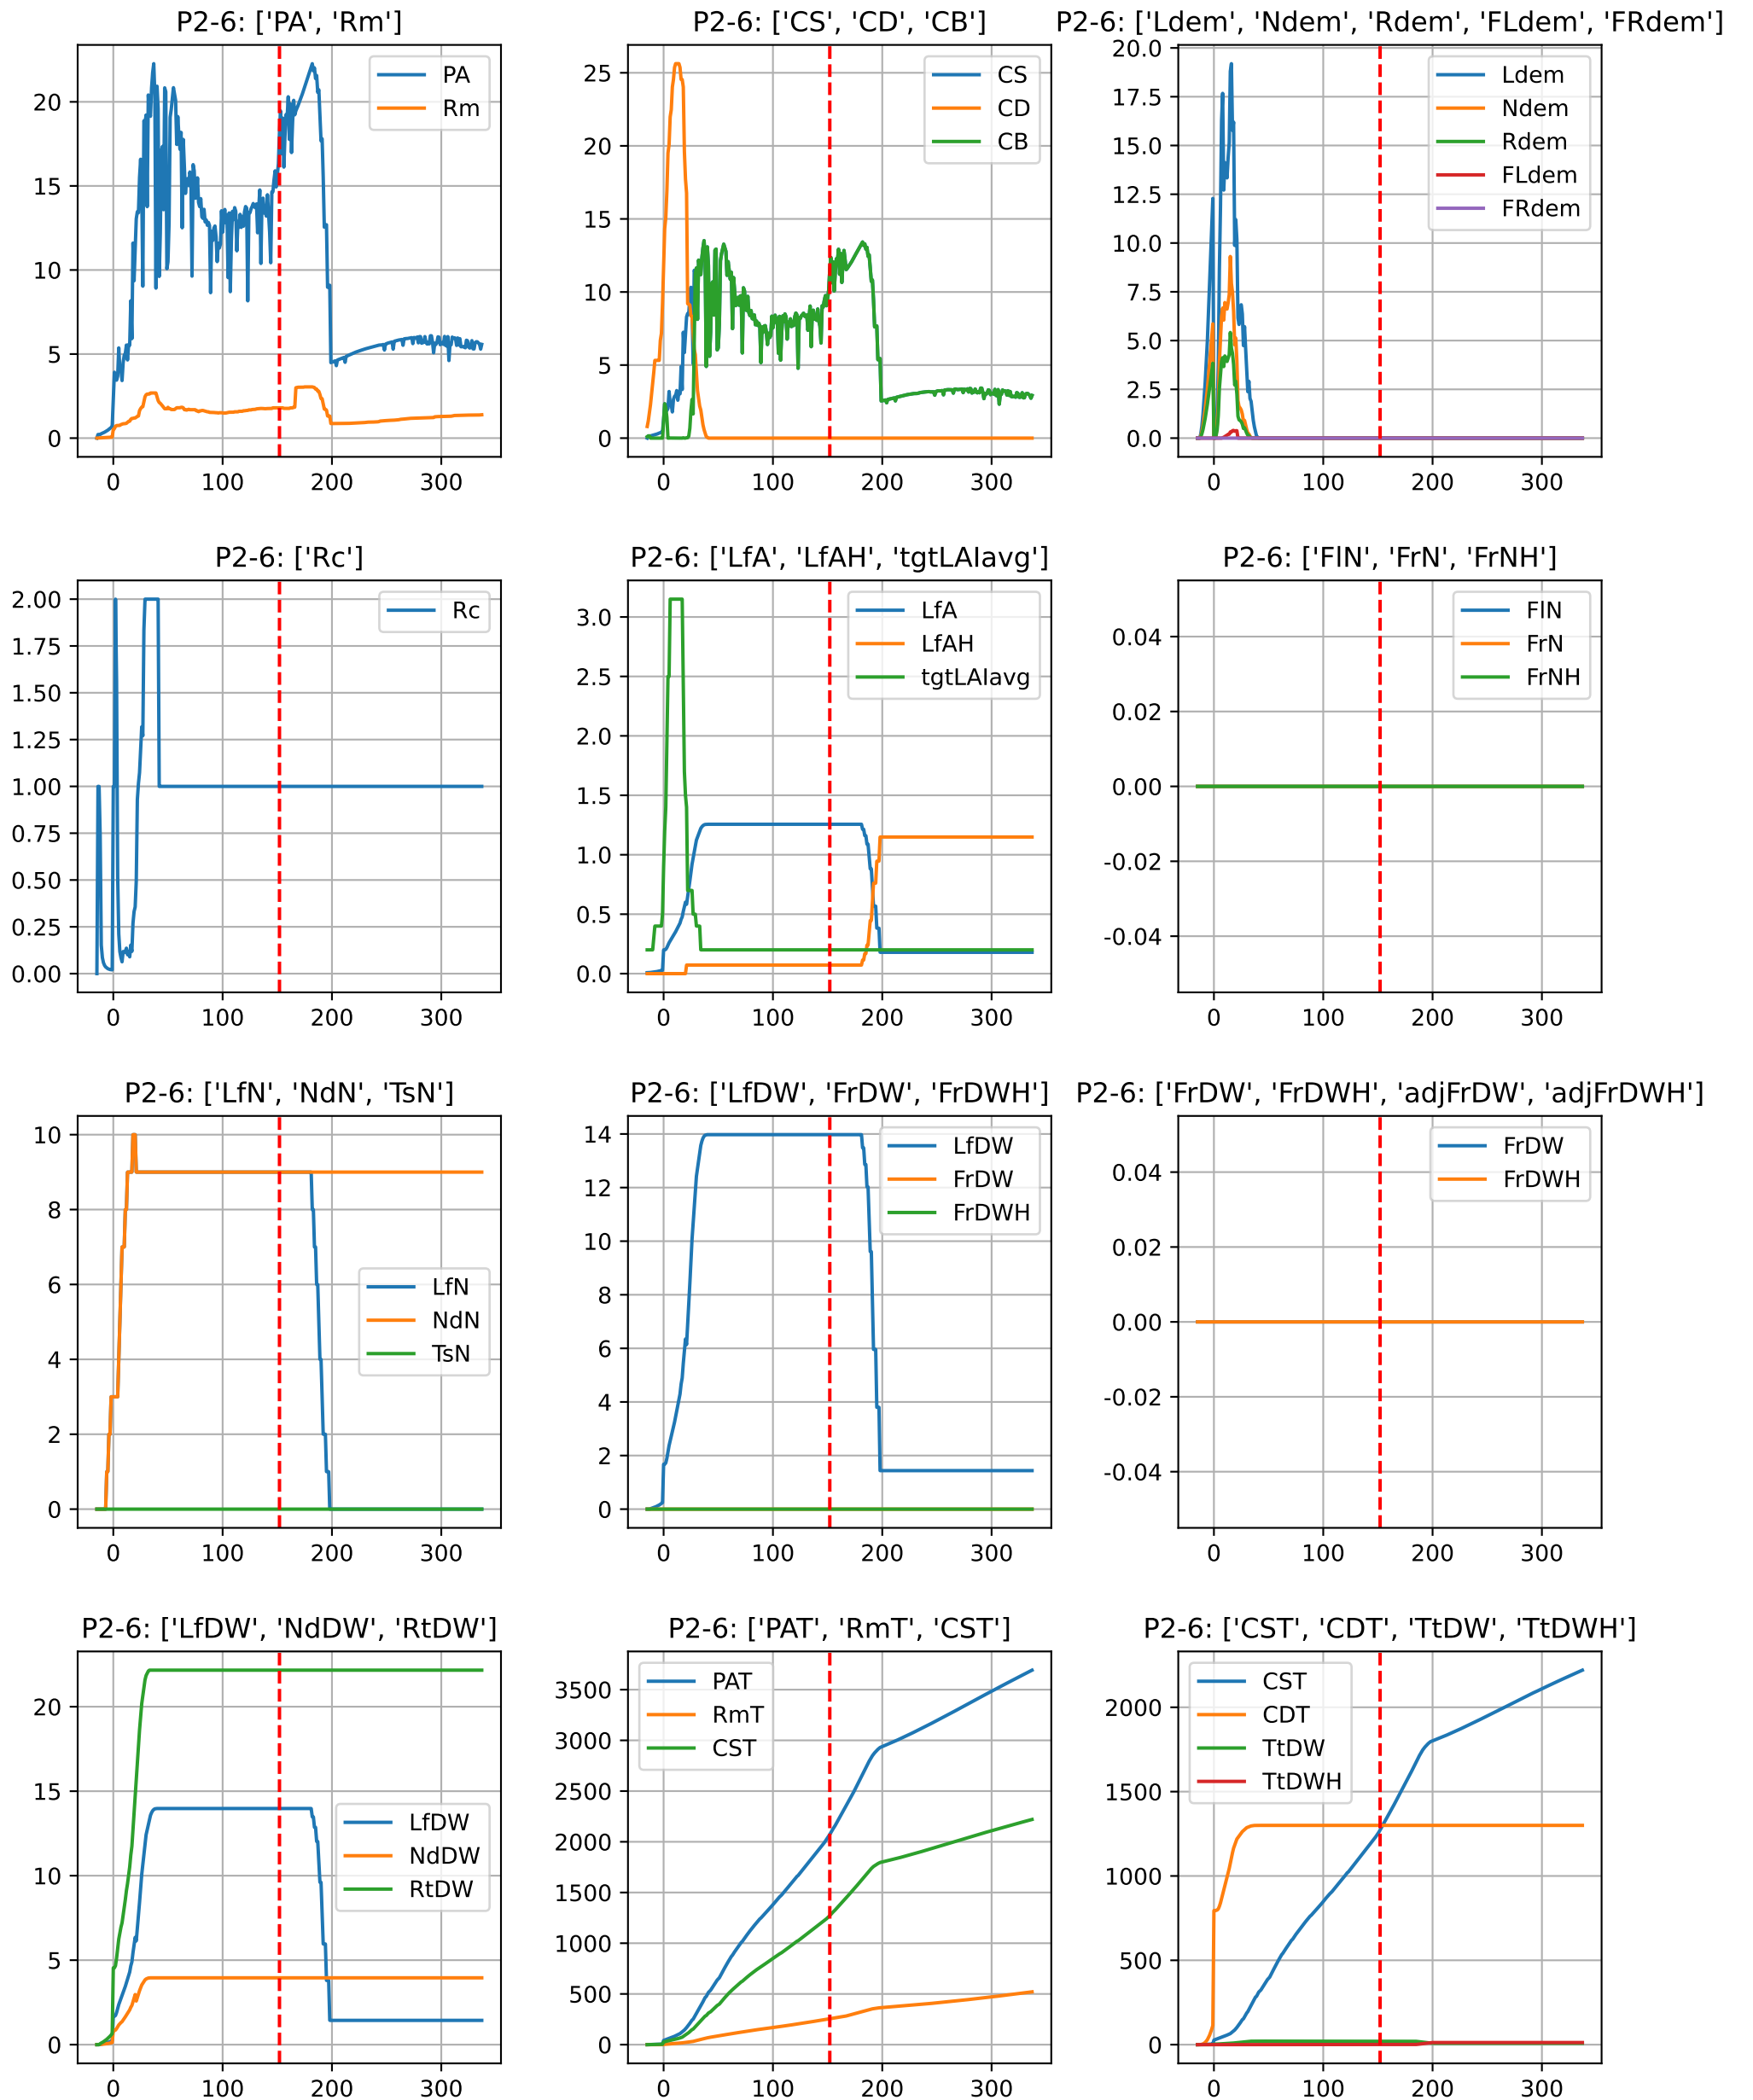 P2-6: ['PA', 'Rm']
PA
Rm
20
15
10
5
0
0 100 200 300
P2-6: ['CS', 'CD', 'CB']
CS
CD
CB
25
20
15
10
5
0
0 100 200 300
P2-6: ['Ldem', 'Ndem', 'Rdem', 'FLdem', 'FRdem']
Ldem
Ndem
Rdem
FLdem
FRdem
20.0
17.5
15.0
12.5
10.0
7.5
5.0
2.5
0.0
0 100 200 300
P2-6: ['Rc']
Rc
2.00
1.75
1.50
1.25
1.00
0.75
0.50
0.25
0.00
0 100 200 300
P2-6: ['LfA', 'LfAH', 'tgtLAIavg']
LfA
LfAH
tgtLAIavg
3.0
2.5
2.0
1.5
1.0
0.5
0.0
0 100 200 300
P2-6: ['FlN', 'FrN', 'FrNH']
FlN
FrN
FrNH
0.04
0.02
0.00
-0.02
-0.04
0 100 200 300
P2-6: ['LfN', 'NdN', 'TsN']
LfN
NdN
TsN
10
8
6
4
2
0
0 100 200 300
P2-6: ['LfDW', 'FrDW', 'FrDWH']
LfDW
FrDW
FrDWH
14
12
10
8
6
4
2
0
0 100 200 300
P2-6: ['FrDW', 'FrDWH', 'adjFrDW', 'adjFrDWH']
FrDW
FrDWH
0.04
0.02
0.00
-0.02
-0.04
0 100 200 300
P2-6: ['LfDW', 'NdDW', 'RtDW']
LfDW
NdDW
RtDW
20
15
10
5
0
0 100 200 300
P2-6: ['PAT', 'RmT', 'CST']
PAT
RmT
CST
3500
3000
2500
2000
1500
1000
500
0
0 100 200 300
P2-6: ['CST', 'CDT', 'TtDW', 'TtDWH']
CST
CDT
TtDW
TtDWH
2000
1500
1000
500
0
0 100 200 300